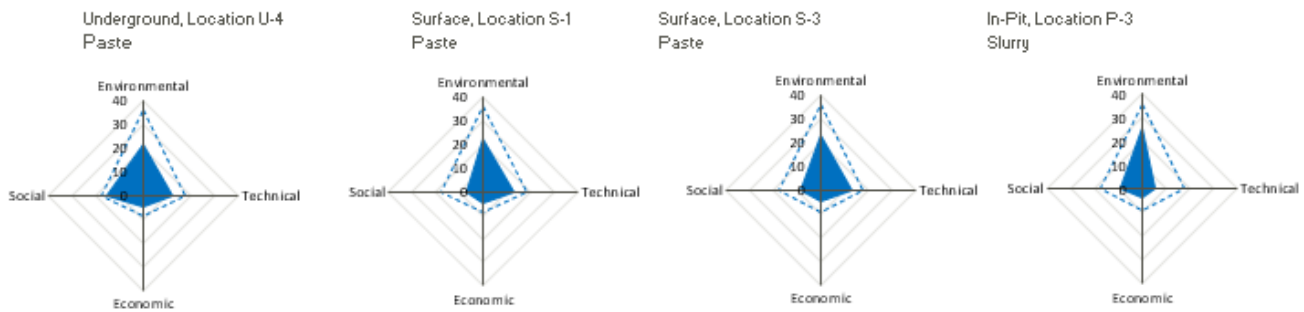 Underground, Location U-4
Paste
Environmental
40
30
20
10
0
Social
Technical
Economic
Surface, Location S-1
Paste
Environmental
40
30
20
10
0
Social
Technical
Economic
Surface, Location S-3
Paste
Environmental
40
30
20
10
0
Social
Technical
Economic
In-Pit, Location P-3
Slurry
Environmental
40
30
20
10
0
Social
Technical
Economic